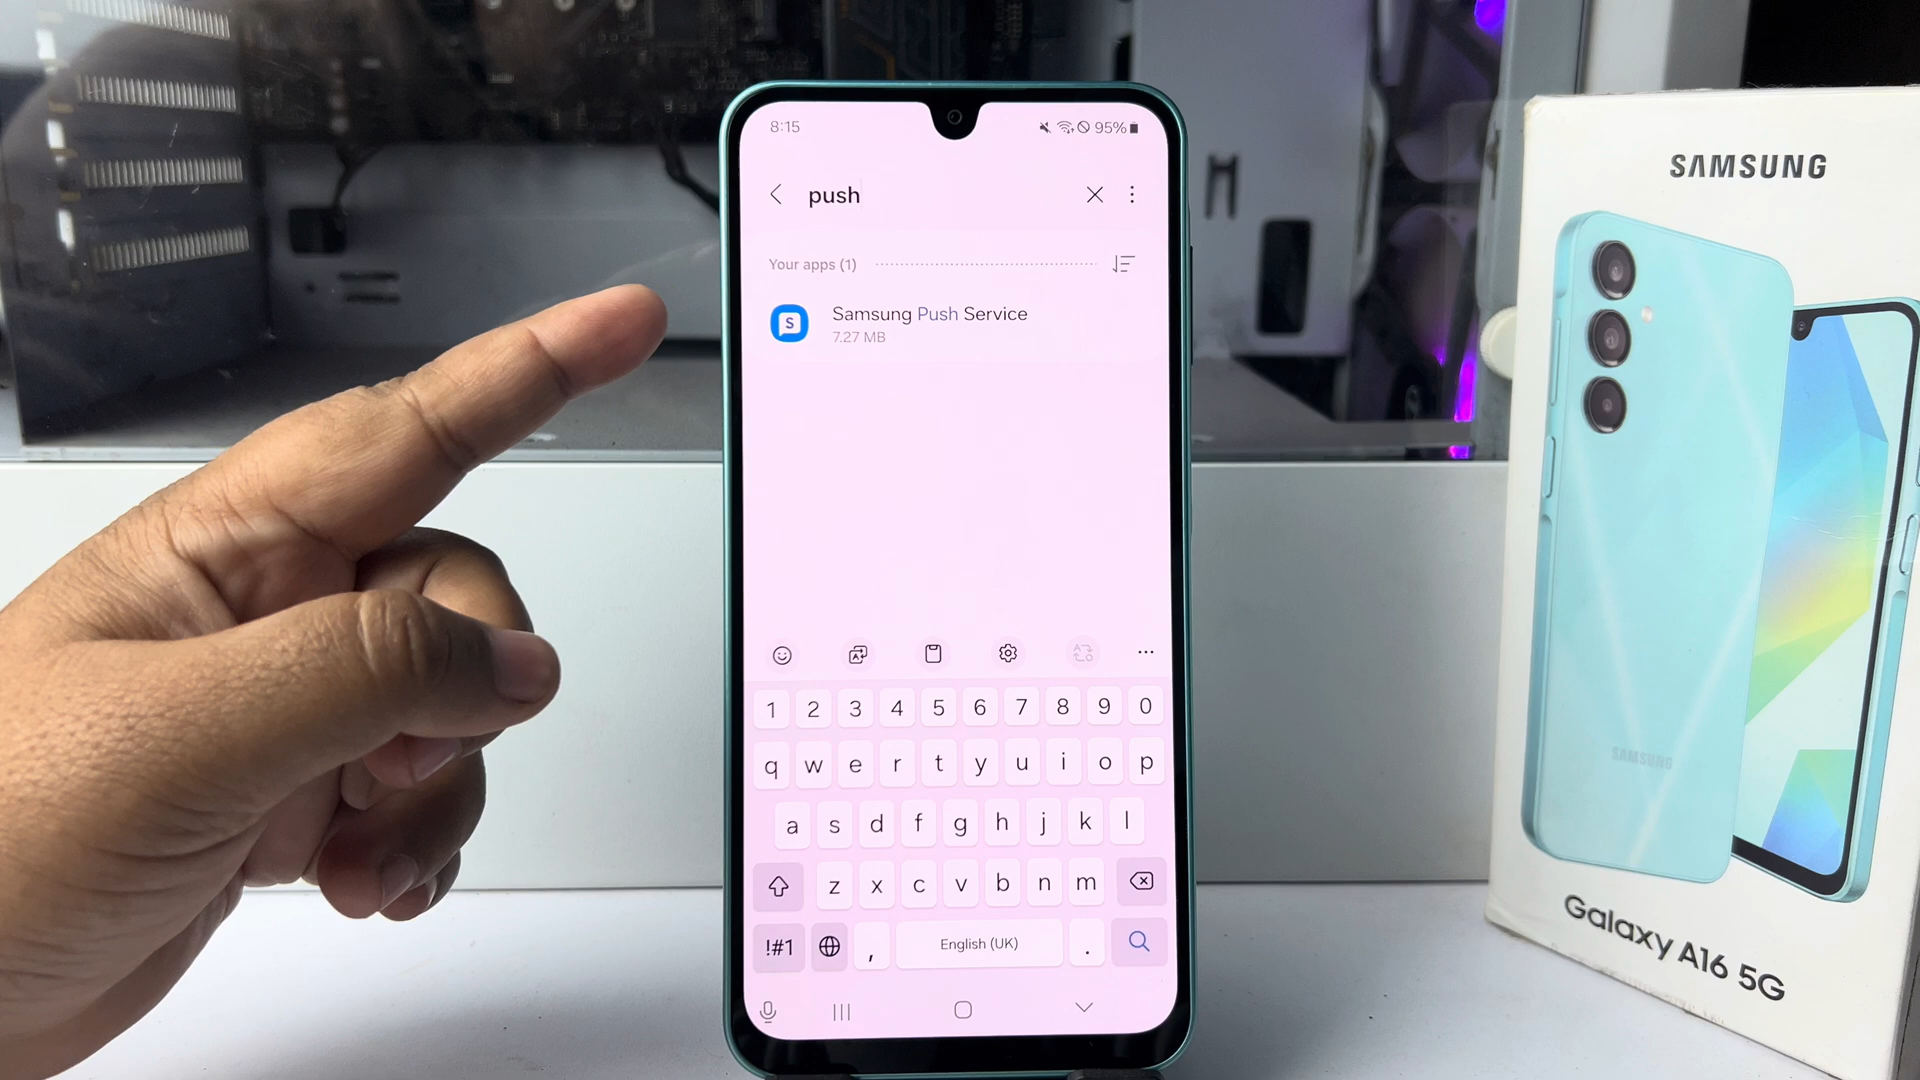 8:15
95%
push
Your apps (1)
Samsung Push Service
7.27 MB
S
1 2 3 4 5 6 7 8 9 0
q w e r t y u i o p
a s d f g h j k l
z x c v b n m
!#1 , English (UK) .
SAMSUNG
SAMSUNG
Galaxy A16 5G